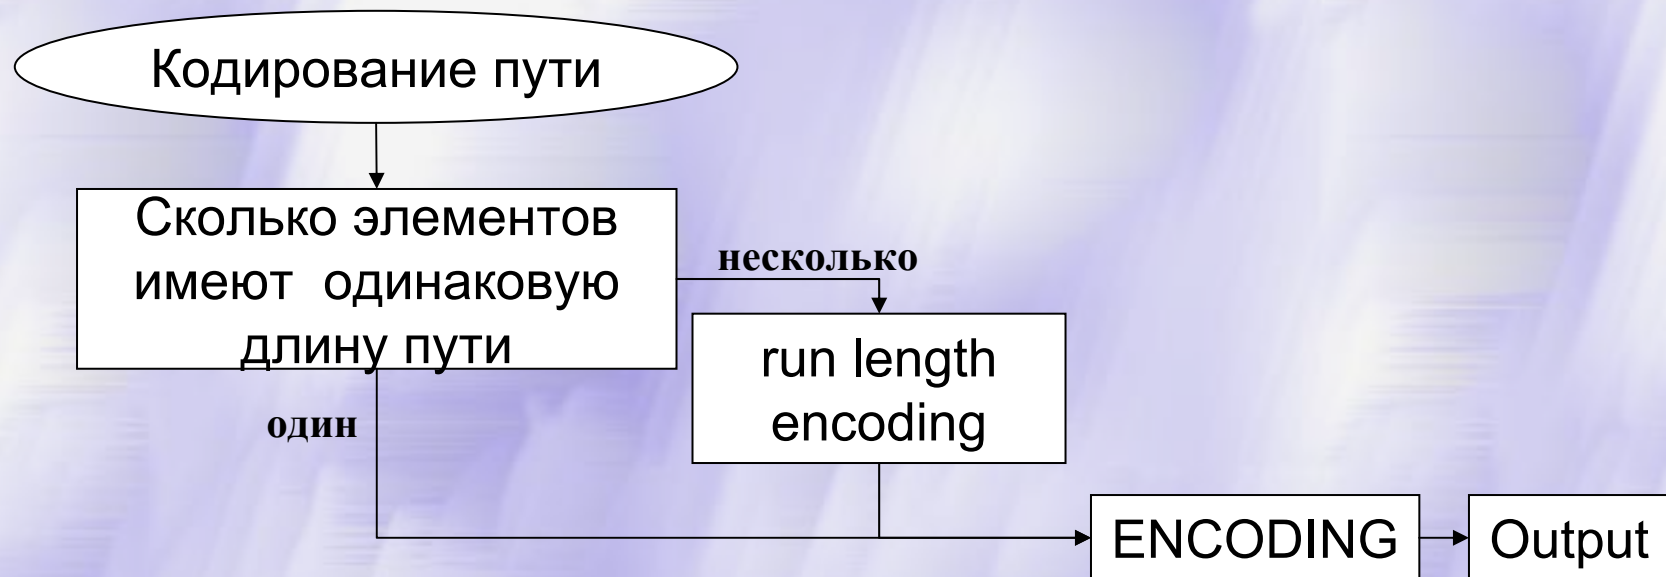 Кодирование пути
Сколько элементов
имеют одинаковую
длину пути
несколько
run length
encoding
один
ENCODING
Output